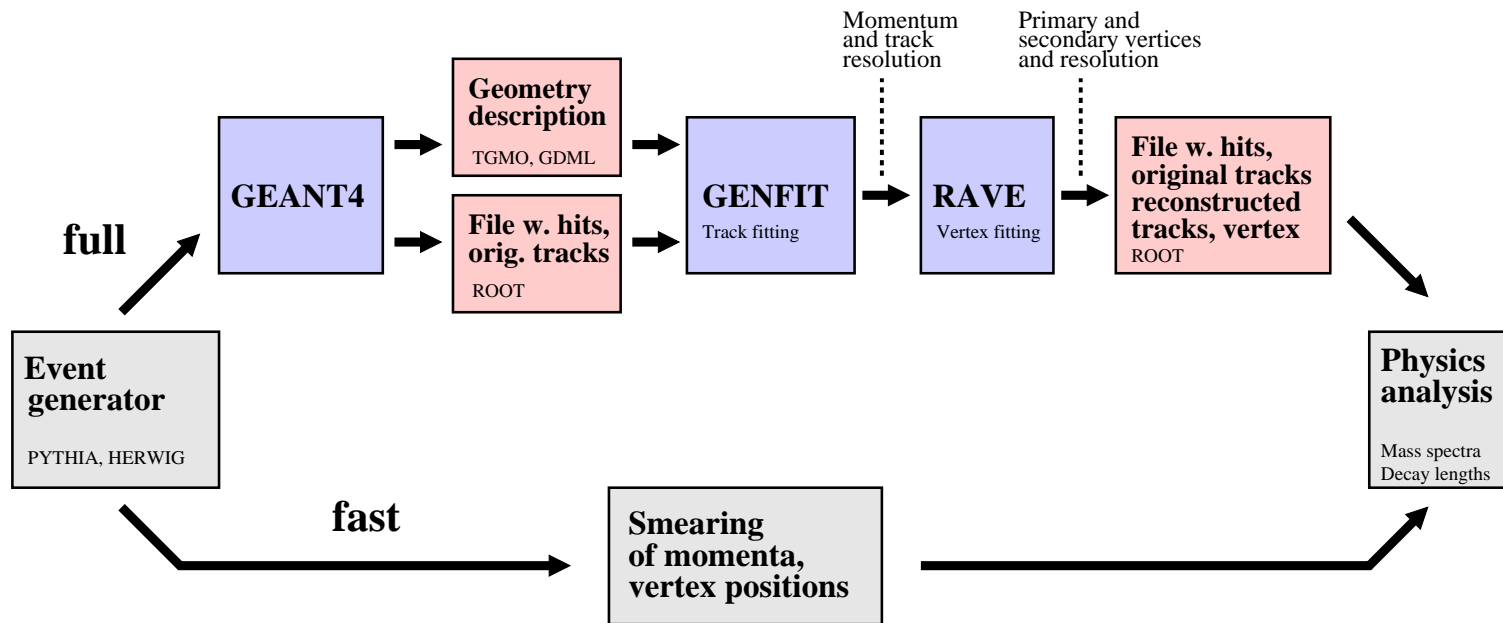 Momentum
and track
resolution
Primary and
secondary vertices
and resolution
Geometry
description
TGMO, GDML
GEANT4
File w. hits,
orig. tracks
ROOT
GENFIT
Track fitting
RAVE
Vertex fitting
File w. hits,
original tracks
reconstructed
tracks, vertex
ROOT
full
Event
generator
PYTHIA, HERWIG
Physics
analysis
Mass spectra
Decay lengths
fast
Smearing
of momenta,
vertex positions